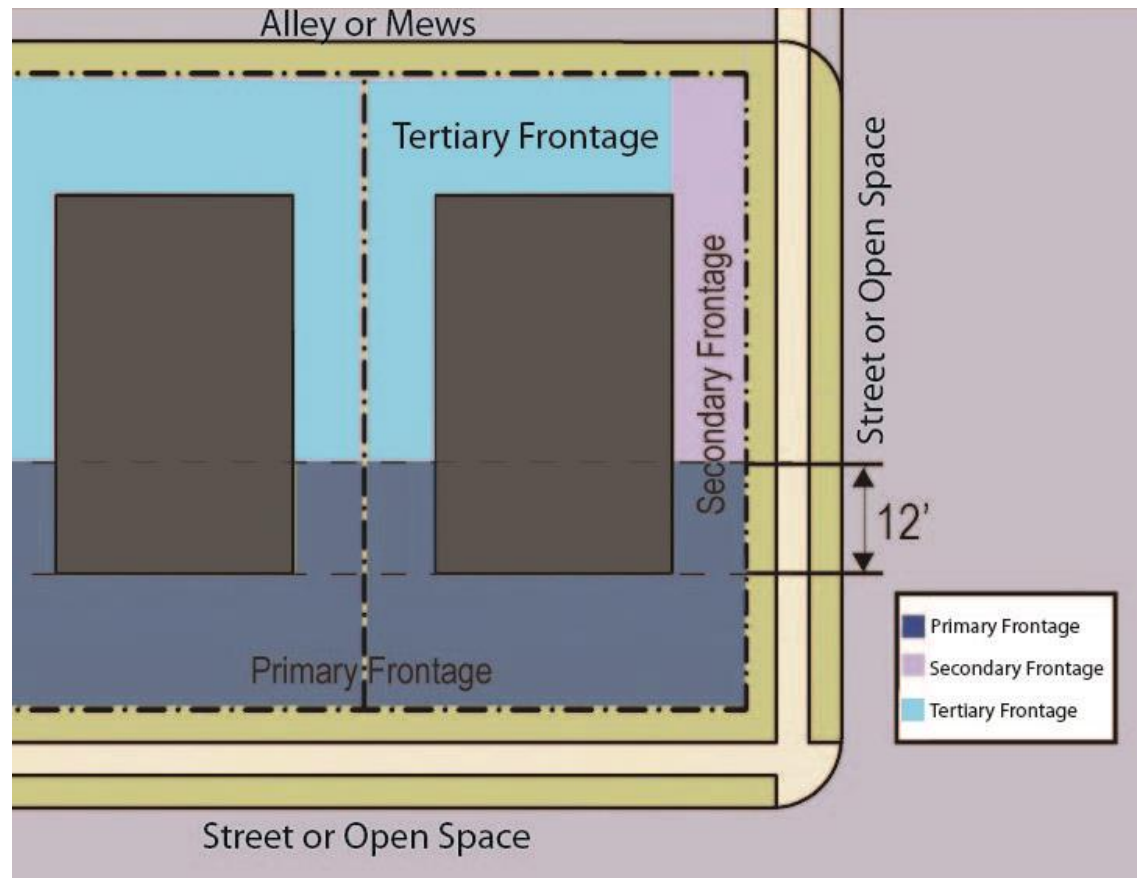 Alley or Mews
Tertiary Frontage
Secondary Frontage
Street or Open Space
12’
Primary Frontage
Primary Frontage
Secondary Frontage
Tertiary Frontage
Street or Open Space